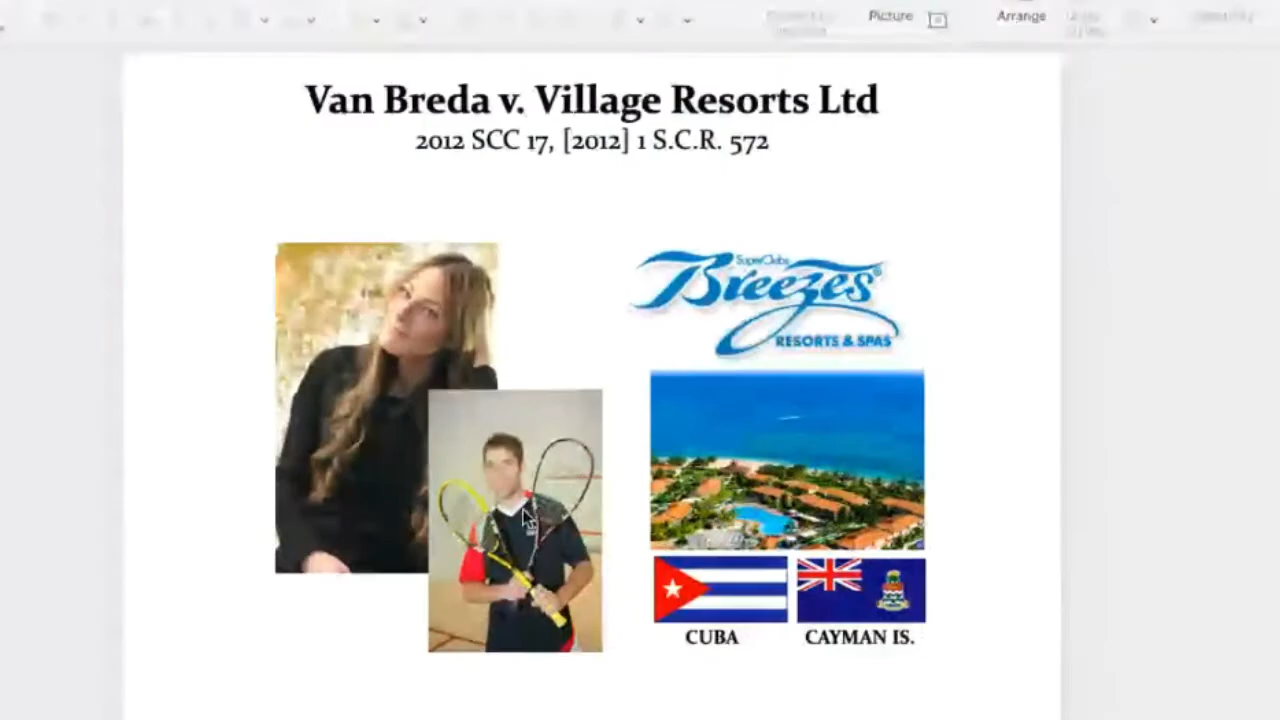 Picture
Arrange
Van Breda v. Village Resorts Ltd
2012 SCC 17, [2012] 1 S.C.R. 572
SuperClubs
Breezes®
RESORTS & SPAS
CUBA
CAYMAN IS.